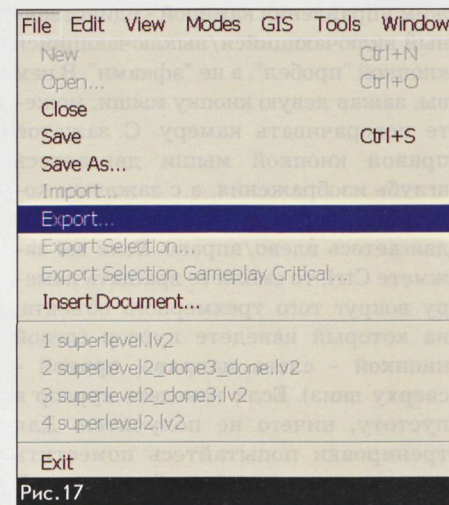 File Edit View Modes GIS Tools Window
New Ctrl+N
Open... Ctrl+O
Close
Save Ctrl+S
Save As...
Import...
Export...
Export Selection...
Export Selection Gameplay Critical...
Insert Document...
1 superlevel.lv2
2 superlevel2_done3_done.lv2
3 superlevel2_done3.lv2
4 superlevel2.lv2
Exit
Рис.17